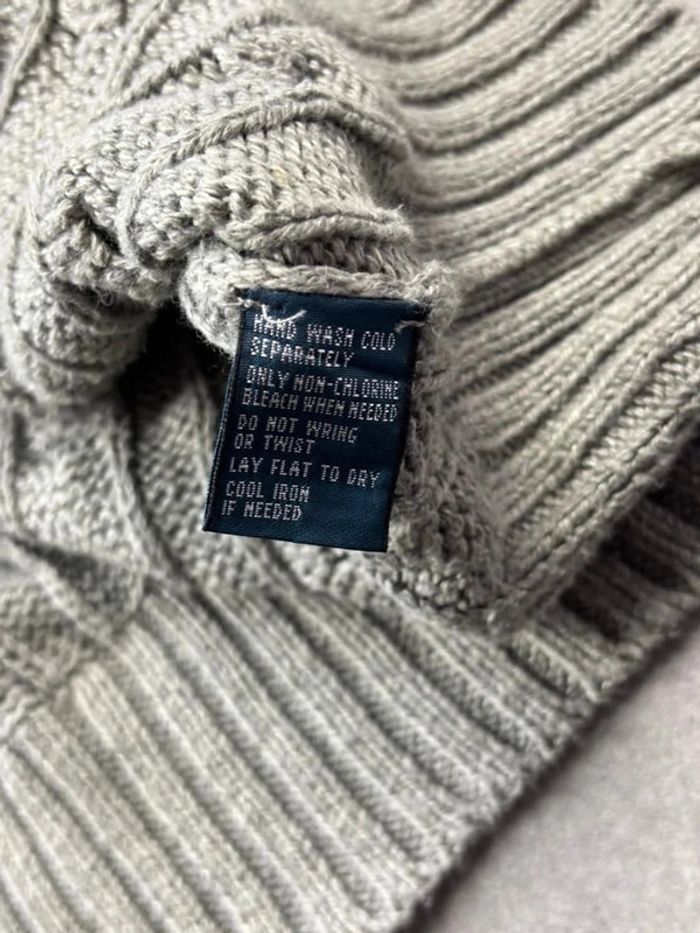 HAND WASH COLD
SEPARATELY
ONLY NON-CHLORINE
BLEACH WHEN NEEDED
DO NOT WRING
OR TWIST
LAY FLAT TO DRY
COOL IRON
IF NEEDED